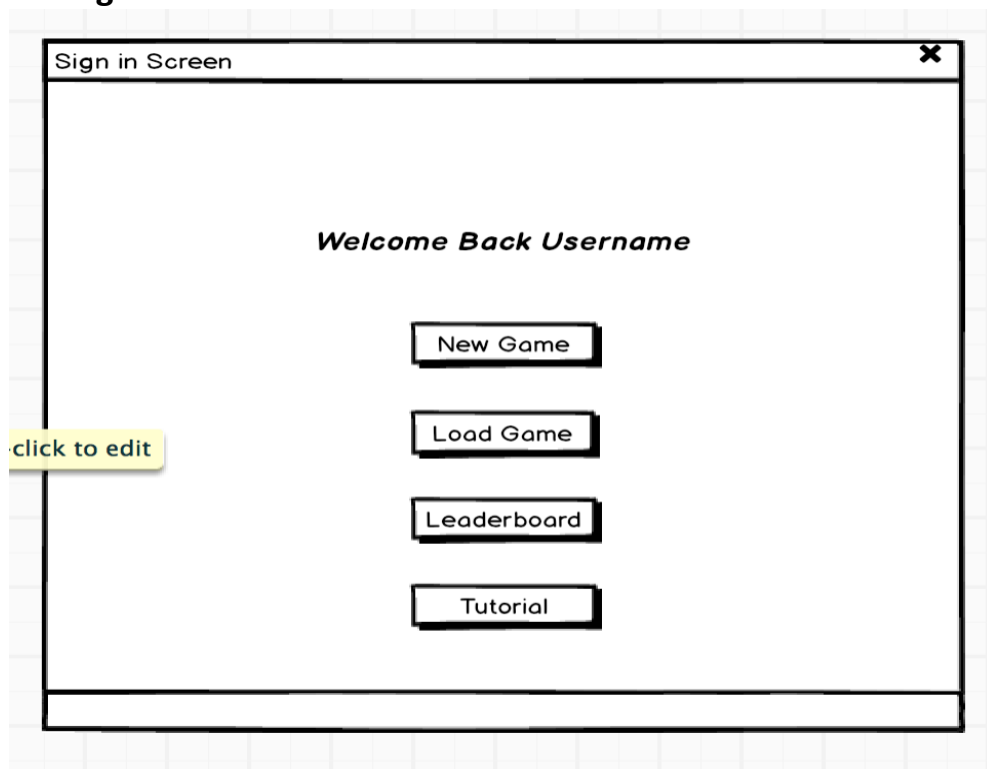 Sign in Screen
Welcome Back Username
New Game
Load Game
click to edit
Leaderboard
Tutorial